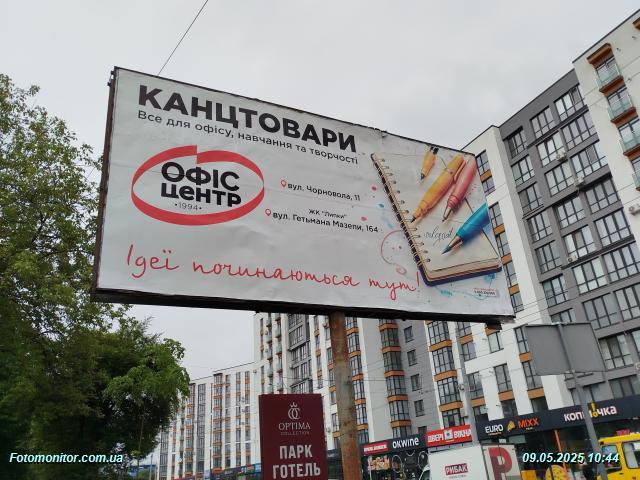 КАНЦТОВАРИ
Все для офісу, навчання та творчості
ОФІС
ЦЕНТР
•1994•
вул. Чорновола, 11
ЖК "Липки"
вул. Гетьмана Мазепи, 164
Ідеї починаються тут!
OPTIMA
COLLECTION
ПАРК
ГОТЕЛЬ
OKWINE
ДВЕРІ ВІКНА
EURO
MIXX
КОПІЙОЧКА
РИБАК
Fotomonitor.com.ua
09.05.2025 10:44